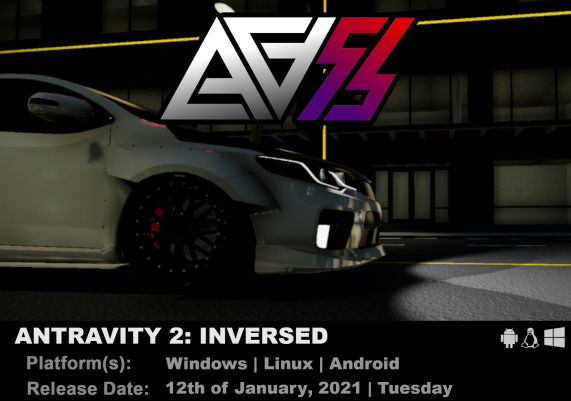 ANTRAVITY 2: INVERSED
Platform(s): Windows | Linux | Android
Release Date: 12th of January, 2021 | Tuesday